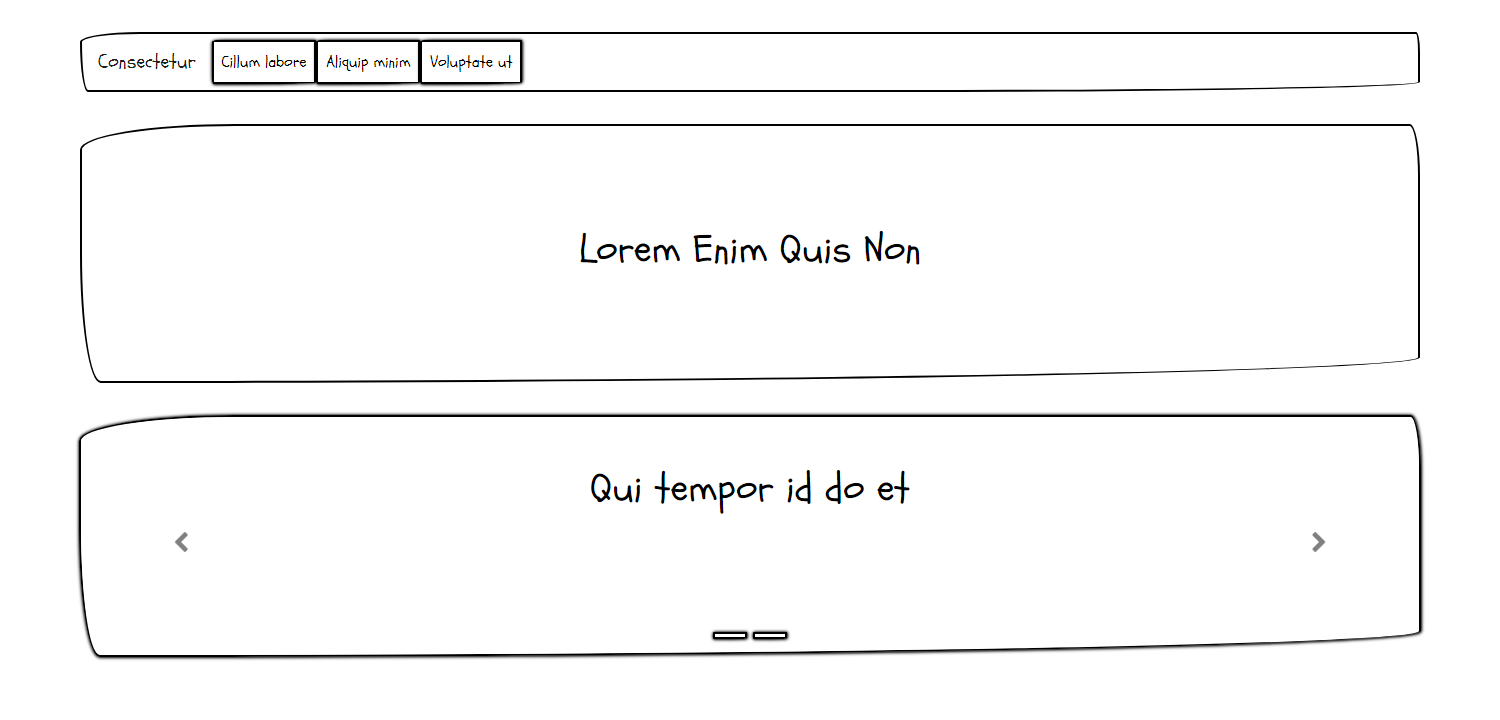 Consectetur Cillum labore Aliquip minim Voluptate ut
Lorem Enim Quis Non
Qui tempor id do et